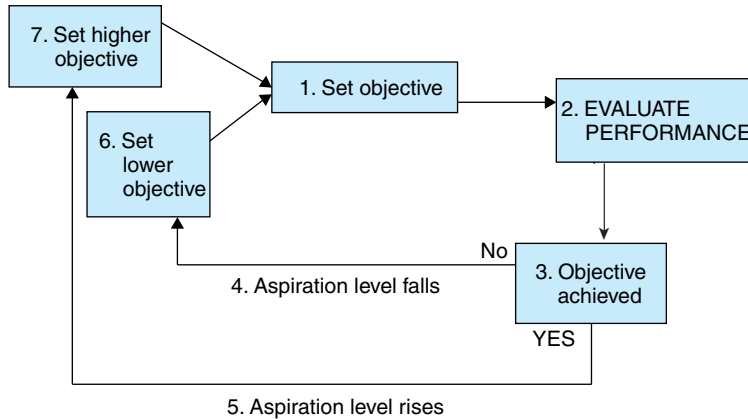 7. Set higher
objective
1. Set objective
2. EVALUATE
PERFORMANCE
6. Set
lower
objective
No
3. Objective
achieved
4. Aspiration level falls
YES
5. Aspiration level rises